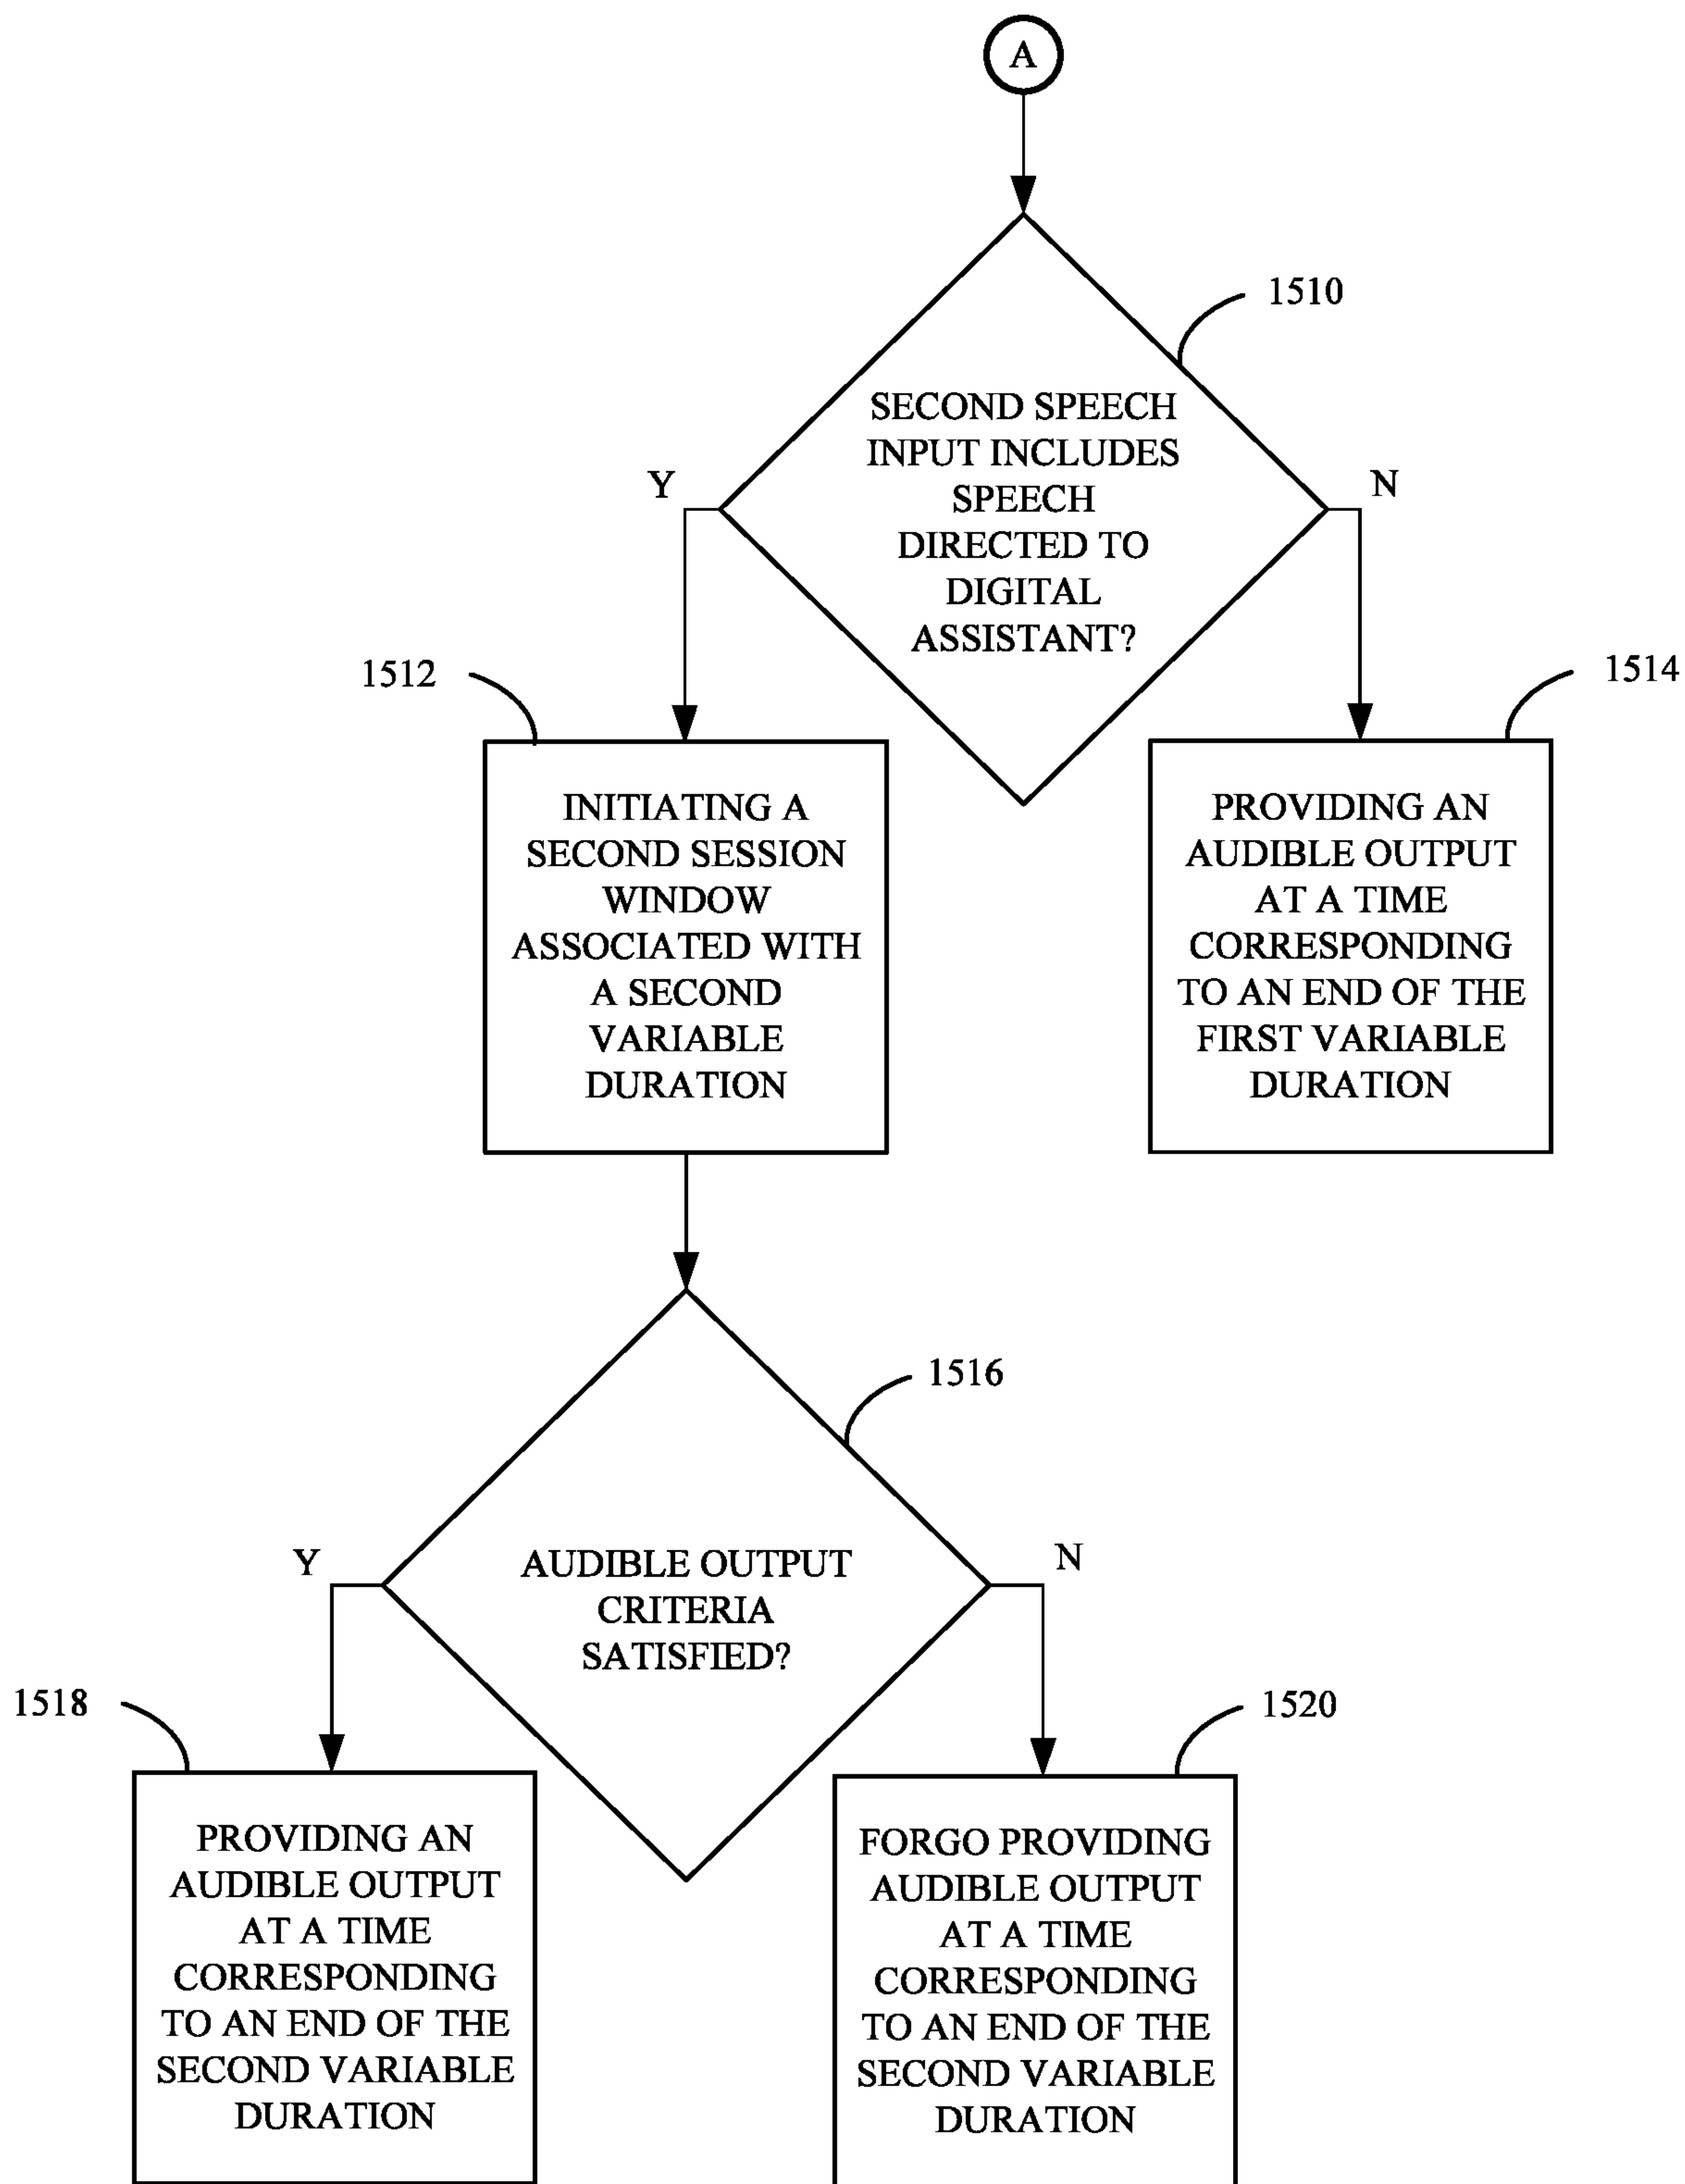 A
1510
SECOND SPEECH
INPUT INCLUDES
SPEECH
DIRECTED TO
DIGITAL
ASSISTANT?
Y
N
1512
1514
INITIATING A
SECOND SESSION
WINDOW
ASSOCIATED WITH
A SECOND
VARIABLE
DURATION
PROVIDING AN
AUDIBLE OUTPUT
AT A TIME
CORRESPONDING
TO AN END OF THE
FIRST VARIABLE
DURATION
1516
AUDIBLE OUTPUT
CRITERIA
SATISFIED?
Y
N
1518
1520
PROVIDING AN
AUDIBLE OUTPUT
AT A TIME
CORRESPONDING
TO AN END OF THE
SECOND VARIABLE
DURATION
FORGO PROVIDING
AUDIBLE OUTPUT
AT A TIME
CORRESPONDING
TO AN END OF THE
SECOND VARIABLE
DURATION